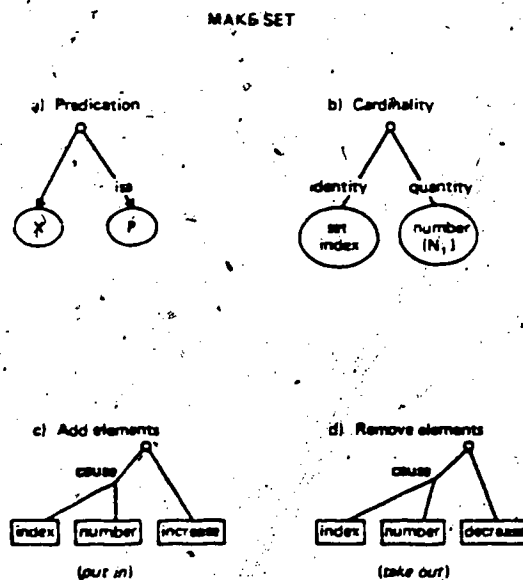 MAKE SET
a) Predication
b) Cardinality
isa
identity
quantity
X
P
set
index
number
(N₁)
c) Add elements
d) Remove elements
cause
cause
index
number
increase
index
number
decrease
(put in)
(take out)